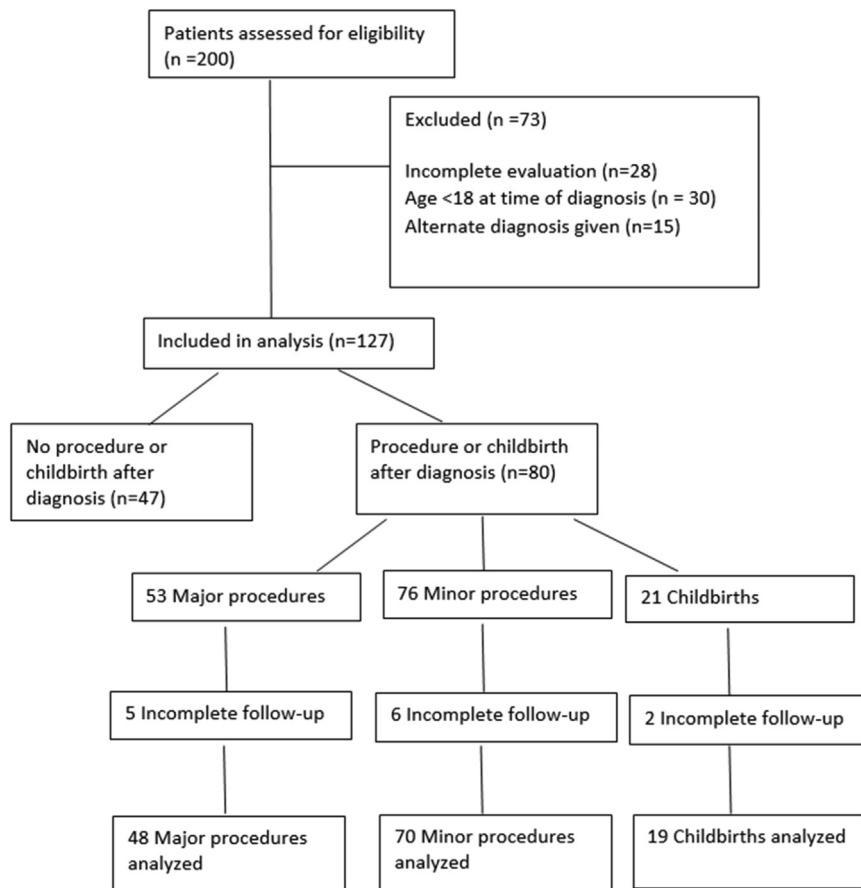 Patients assessed for eligibility
(n =200)
Excluded (n =73)
Incomplete evaluation (n=28)
Age <18 at time of diagnosis (n = 30)
Alternate diagnosis given (n=15)
Included in analysis (n=127)
No procedure or
childbirth after
diagnosis (n=47)
Procedure or childbirth
after diagnosis (n=80)
53 Major procedures
76 Minor procedures
21 Childbirths
5 Incomplete follow-up
6 Incomplete follow-up
2 Incomplete follow-up
48 Major procedures
analyzed
70 Minor procedures
analyzed
19 Childbirths analyzed